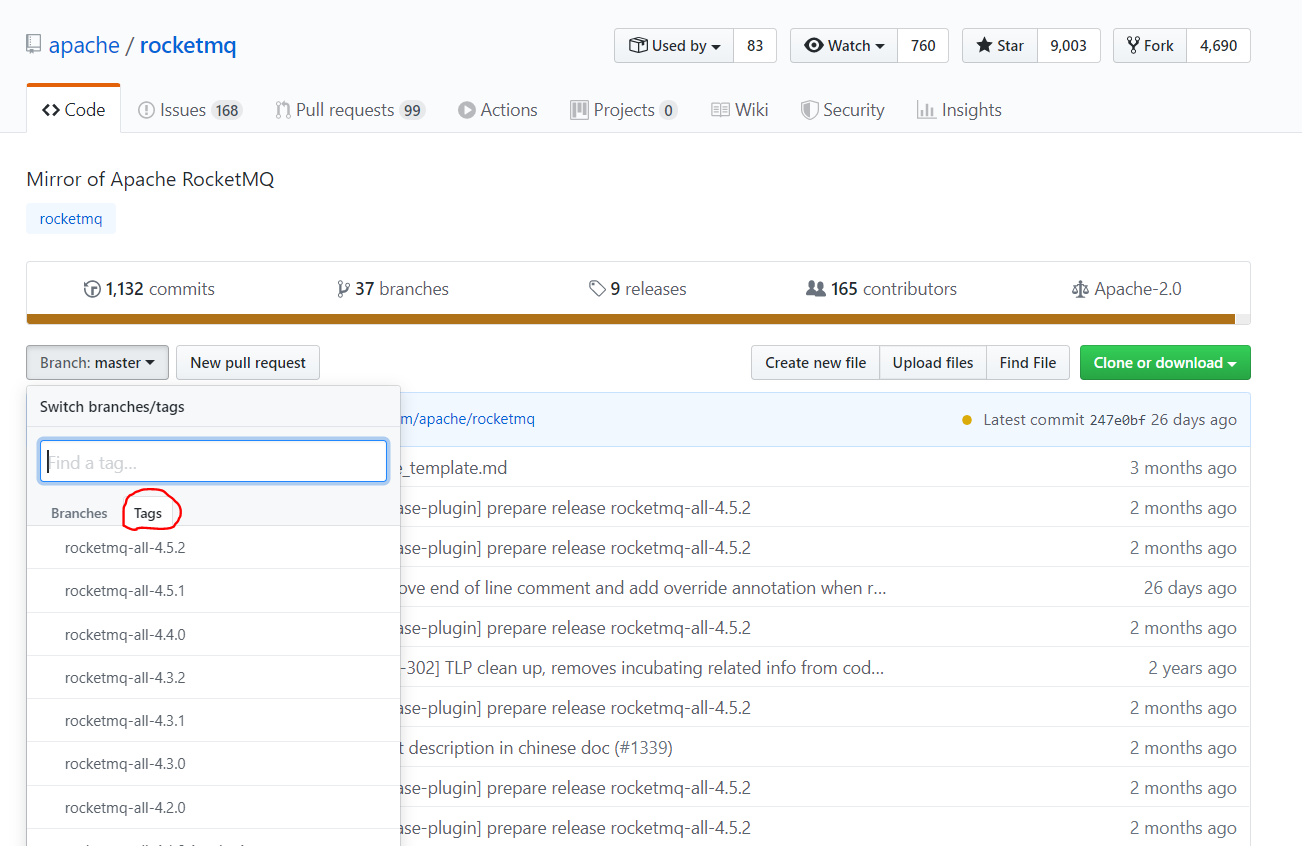 apache / rocketmq
Used by 83 Watch 760 Star 9,003 Fork 4,690
Code Issues 168 Pull requests 99 Actions Projects 0 Wiki Security Insights
Mirror of Apache RocketMQ
rocketmq
1,132 commits 37 branches 9 releases 165 contributors Apache-2.0
Branch: master New pull request Create new file Upload files Find File Clone or download
Switch branches/tags
m/apache/rocketmq Latest commit 247e0bf 26 days ago
Find a tag...
e_template.md 3 months ago
Branches Tags
ase-plugin] prepare release rocketmq-all-4.5.2 2 months ago
rocketmq-all-4.5.2
ase-plugin] prepare release rocketmq-all-4.5.2 2 months ago
rocketmq-all-4.5.1
ove end of line comment and add override annotation when r... 26 days ago
rocketmq-all-4.4.0
ase-plugin] prepare release rocketmq-all-4.5.2 2 months ago
rocketmq-all-4.3.2
-302] TLP clean up, removes incubating related info from cod... 2 years ago
rocketmq-all-4.3.1
ase-plugin] prepare release rocketmq-all-4.5.2 2 months ago
rocketmq-all-4.3.0
t description in chinese doc (#1339) 2 months ago
rocketmq-all-4.2.0
ase-plugin] prepare release rocketmq-all-4.5.2 2 months ago
ase-plugin] prepare release rocketmq-all-4.5.2 2 months ago